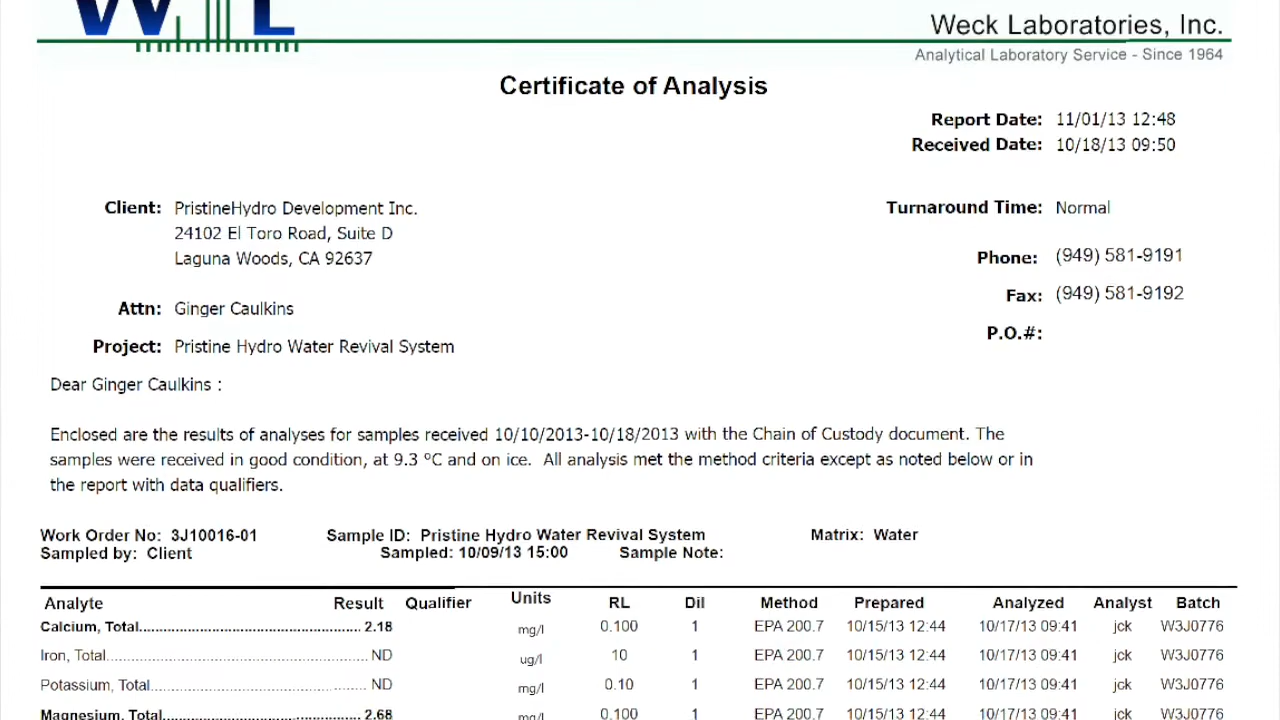 W L
Weck Laboratories, Inc.
Analytical Laboratory Service - Since 1964
Certificate of Analysis
Report Date: 11/01/13 12:48
Received Date: 10/18/13 09:50
Client: PristineHydro Development Inc.
24102 El Toro Road, Suite D
Laguna Woods, CA 92637
Turnaround Time: Normal
Phone: (949) 581-9191
Attn: Ginger Caulkins
Fax: (949) 581-9192
P.O.#:
Project: Pristine Hydro Water Revival System
Dear Ginger Caulkins :
Enclosed are the results of analyses for samples received 10/10/2013-10/18/2013 with the Chain of Custody document. The
samples were received in good condition, at 9.3 ºC and on ice. All analysis met the method criteria except as noted below or in
the report with data qualifiers.
Work Order No: 3J10016-01 Sample ID: Pristine Hydro Water Revival System Matrix: Water
Sampled by: Client Sampled: 10/09/13 15:00 Sample Note:
Analyte Result Qualifier Units RL Dil Method Prepared Analyzed Analyst Batch
Calcium, Total 2.18 mg/l 0.100 1 EPA 200.7 10/15/13 12:44 10/17/13 09:41 jck W3J0776
Iron, Total ND ug/l 10 1 EPA 200.7 10/15/13 12:44 10/17/13 09:41 jck W3J0776
Potassium, Total ND mg/l 0.10 1 EPA 200.7 10/15/13 12:44 10/17/13 09:41 jck W3J0776
Magnesium, Total 2.68 mg/l 0.100 1 EPA 200.7 10/15/13 12:44 10/17/13 09:41 jck W3J0776